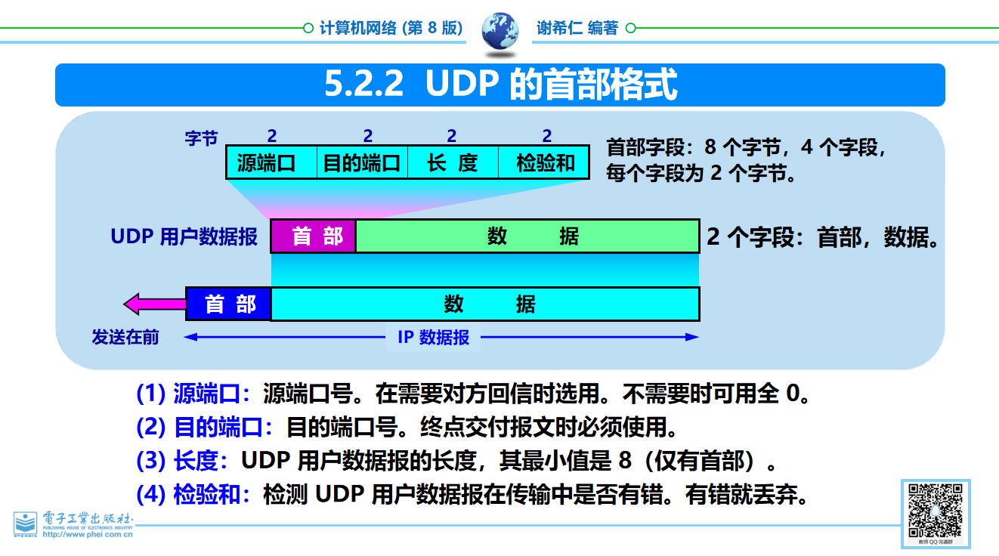 计算机网络 (第 8 版)
谢希仁 编著
5.2.2 UDP 的首部格式
字节 2 2 2 2
源端口 目的端口 长 度 检验和
首部字段：8 个字节，4 个字段，
每个字段为 2 个字节。
UDP 用户数据报 首 部 数 据 2 个字段：首部，数据。
首 部 数 据
发送在前 IP 数据报
(1) 源端口：源端口号。在需要对方回信时选用。不需要时可用全 0。
(2) 目的端口：目的端口号。终点交付报文时必须使用。
(3) 长度：UDP 用户数据报的长度，其最小值是 8（仅有首部）。
(4) 检验和：检测 UDP 用户数据报在传输中是否有错。有错就丢弃。
電子工業出版社·
PUBLISHING HOUSE OF ELECTRONICS INDUSTRY
http://www phei com cn
教师 QQ 沟通群